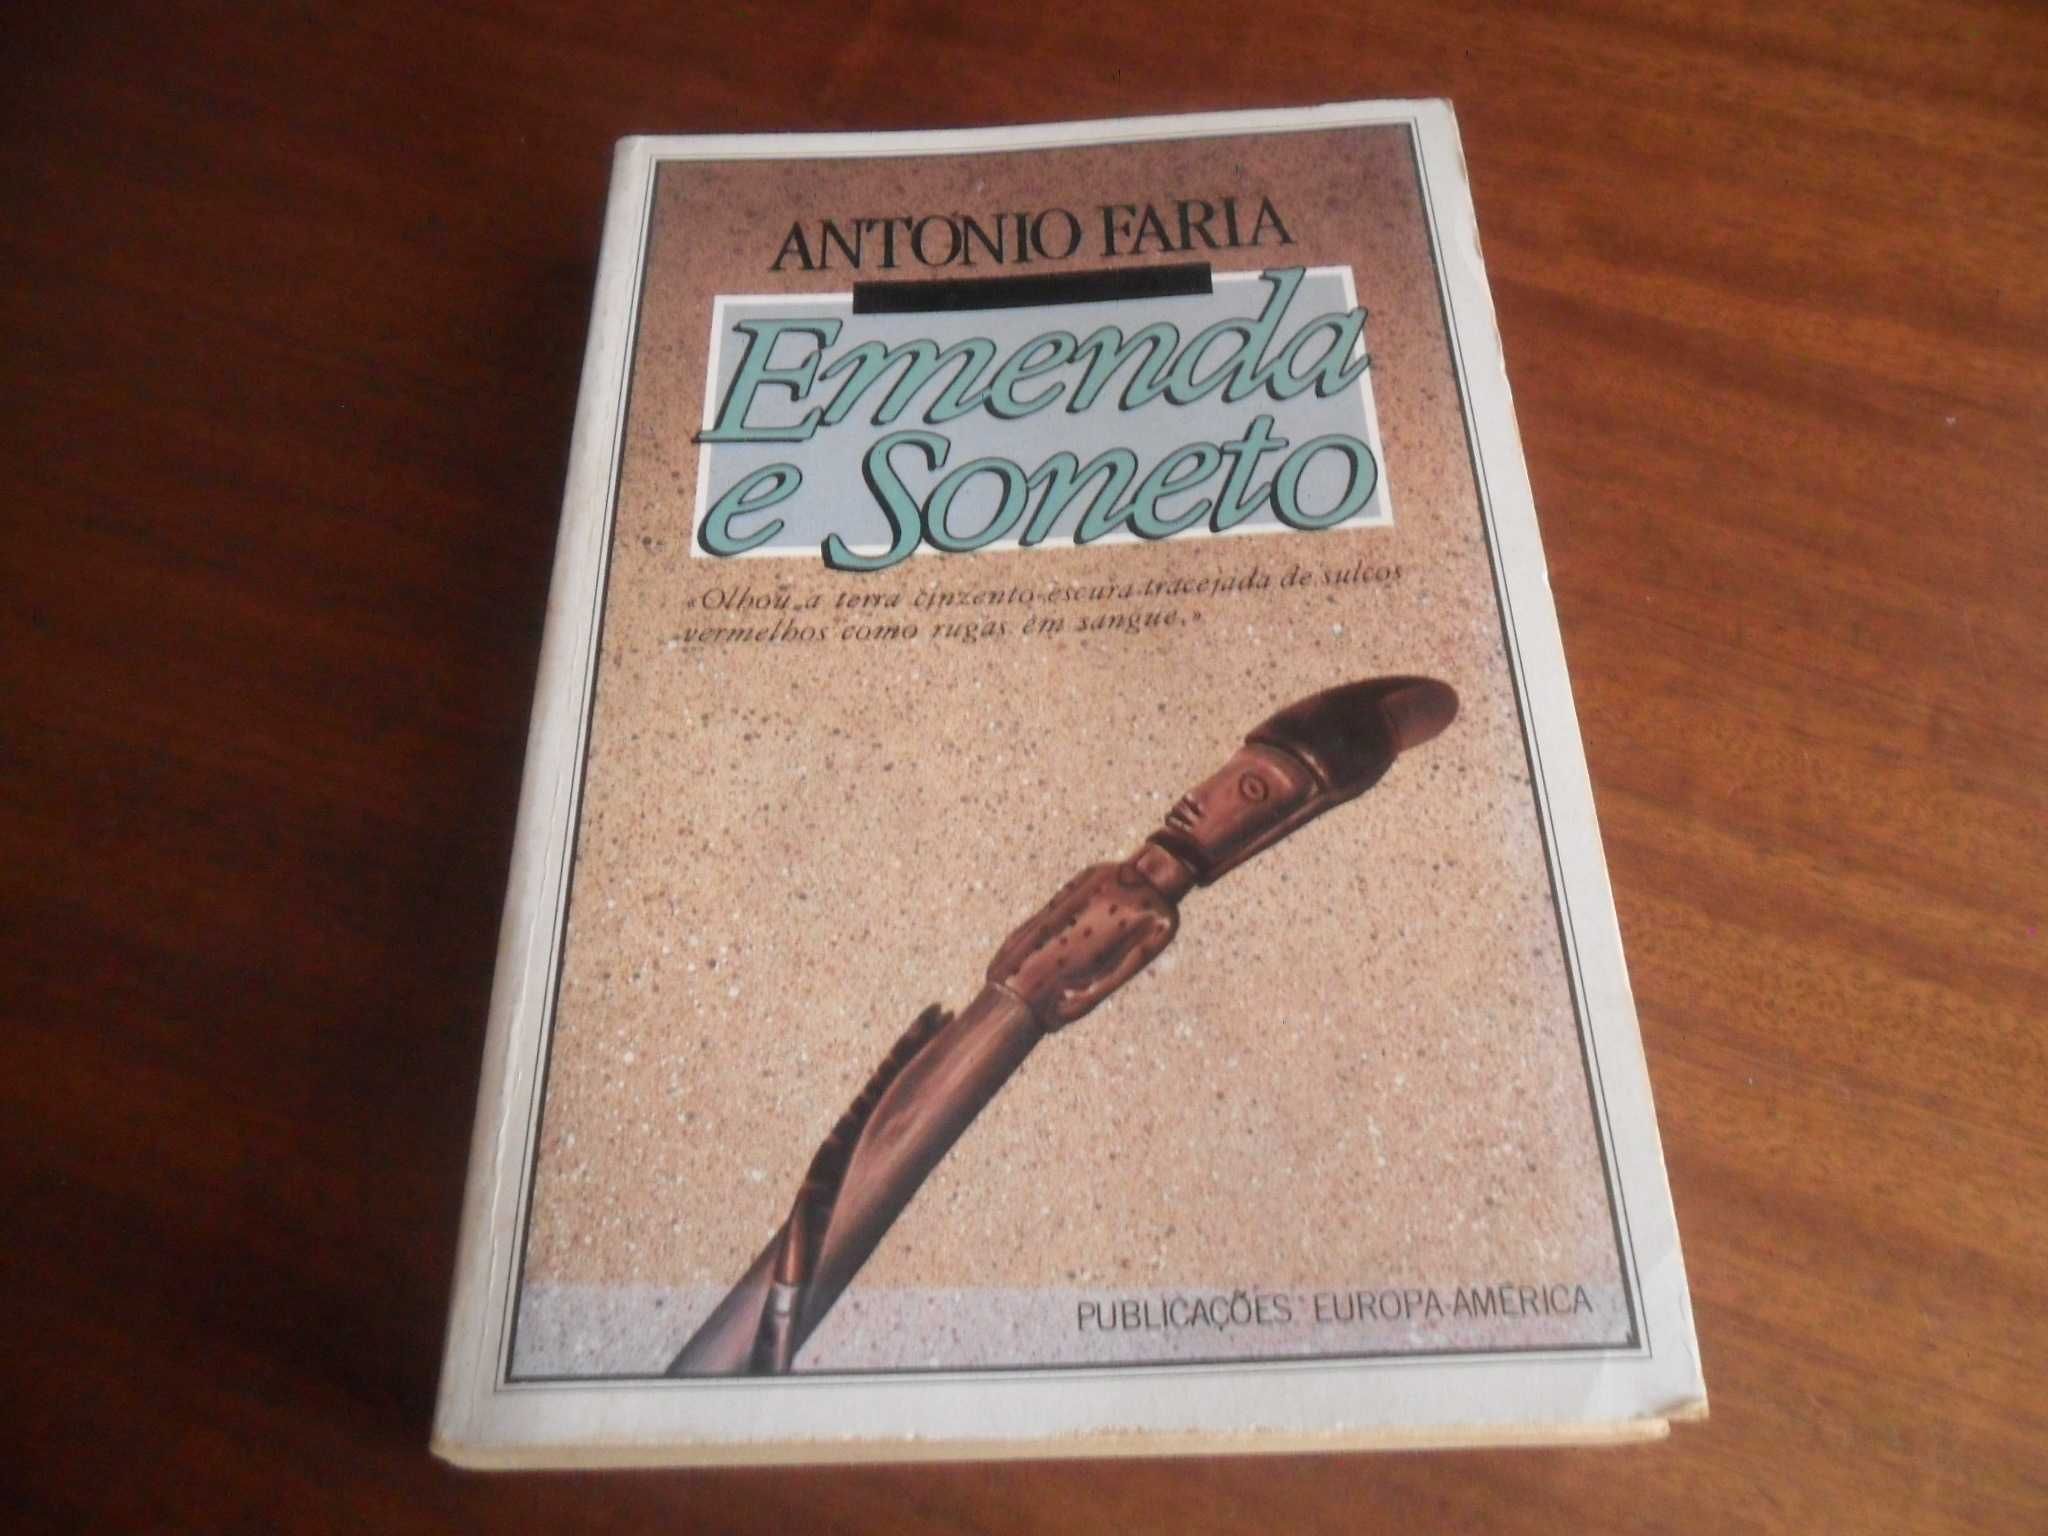 ANTÓNIO FARIA
Emenda
e Soneto
«Olhou a terra cinzento-escura tracejada de sulcos
vermelhos como rugas em sangue.»
PUBLICAÇÕES EUROPA-AMÉRICA